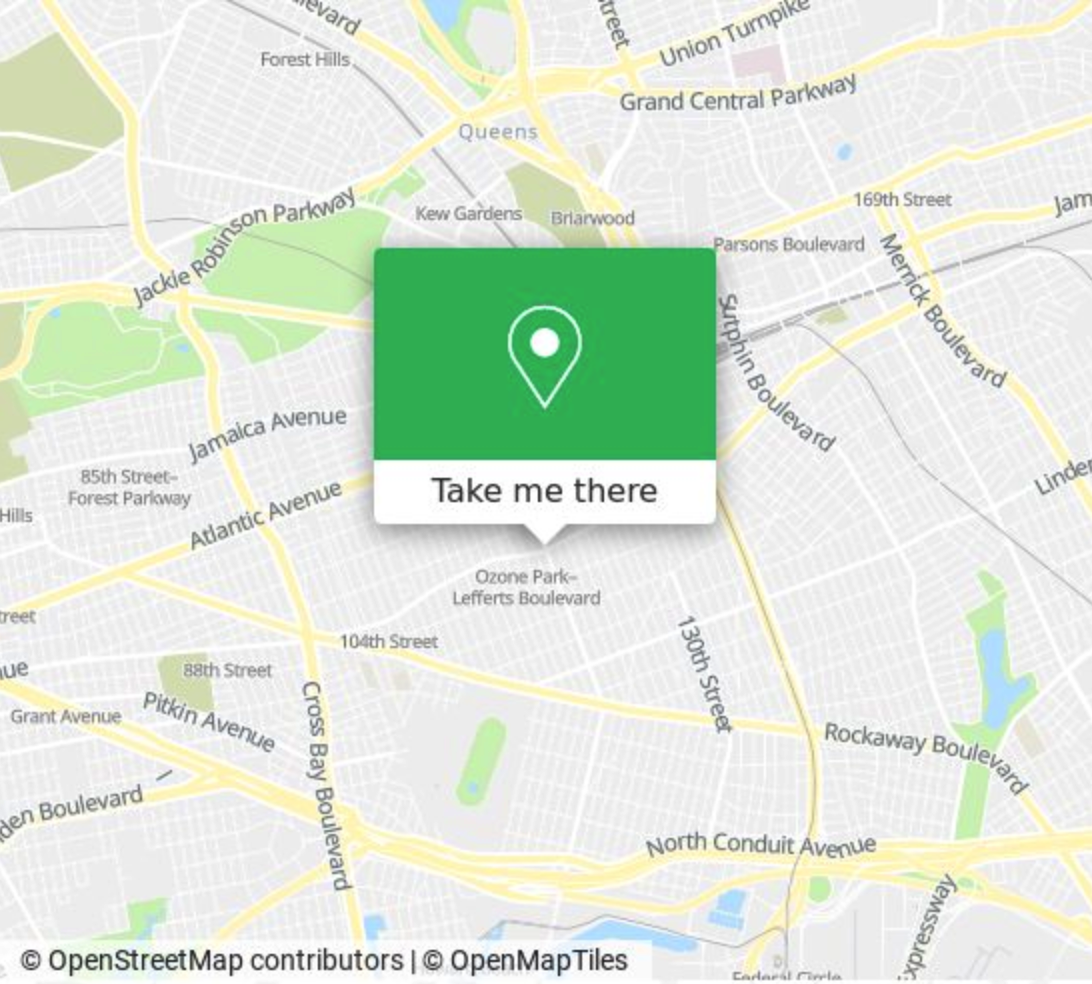 Boulevard
Street
Union Turnpike
Forest Hills
Grand Central Parkway
Queens
Jackie Robinson Parkway
Kew Gardens
Briarwood
169th Street
Jam
Parsons Boulevard
Merrick Boulevard
Sutphin Boulevard
Jamaica Avenue
85th Street–
Forest Parkway
Take me there
Linden
Hills
Atlantic Avenue
Ozone Park–
Lefferts Boulevard
treet
104th Street
130th Street
nue
88th Street
Cross Bay Boulevard
Pitkin Avenue
Grant Avenue
Rockaway Boulevard
den Boulevard
North Conduit Avenue
Expressway
© OpenStreetMap contributors | © OpenMapTiles
Federal Circle